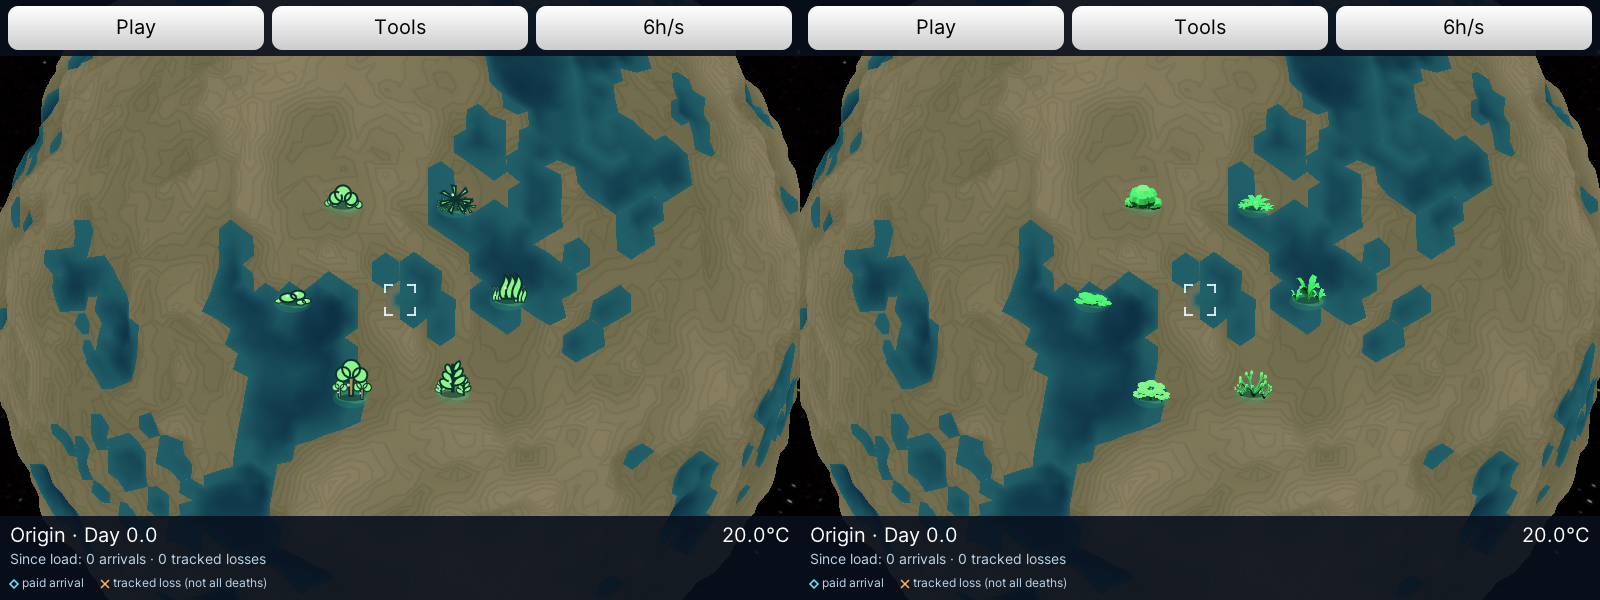 Play Tools 6h/s Play Tools 6h/s
Origin · Day 0.0 20.0°C Origin · Day 0.0 20.0°C
Since load: 0 arrivals · 0 tracked losses Since load: 0 arrivals · 0 tracked losses
paid arrival tracked loss (not all deaths) paid arrival tracked loss (not all deaths)